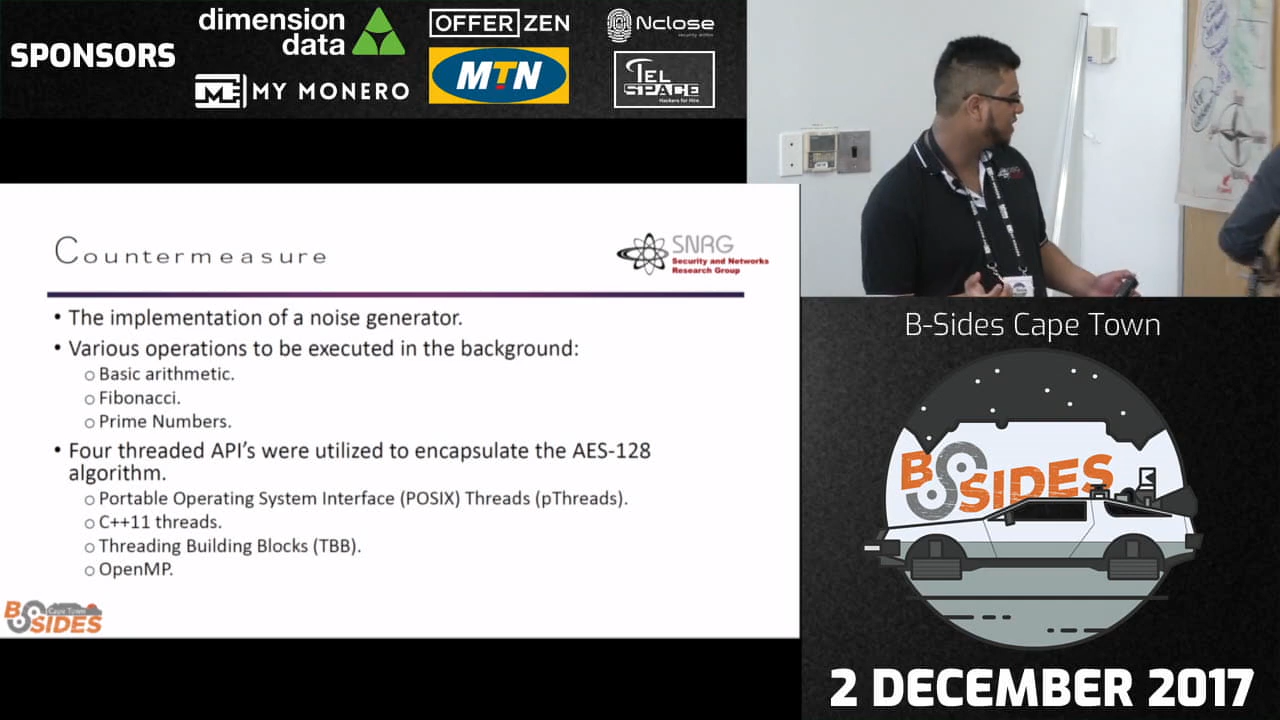 SPONSORS
dimension
data
MY MONERO
OFFERZEN
MTN
Nclose
TEL
SPACE
Hackers for Hire
Countermeasure
SNRG
Security and Networks
Research Group
• The implementation of a noise generator.
• Various operations to be executed in the background:
o Basic arithmetic.
o Fibonacci.
o Prime Numbers.
• Four threaded API's were utilized to encapsulate the AES-128
algorithm.
o Portable Operating System Interface (POSIX) Threads (pThreads).
o C++11 threads.
o Threading Building Blocks (TBB).
o OpenMP.
Cape Town
BSIDES
B-Sides Cape Town
BSIDES
2 DECEMBER 2017